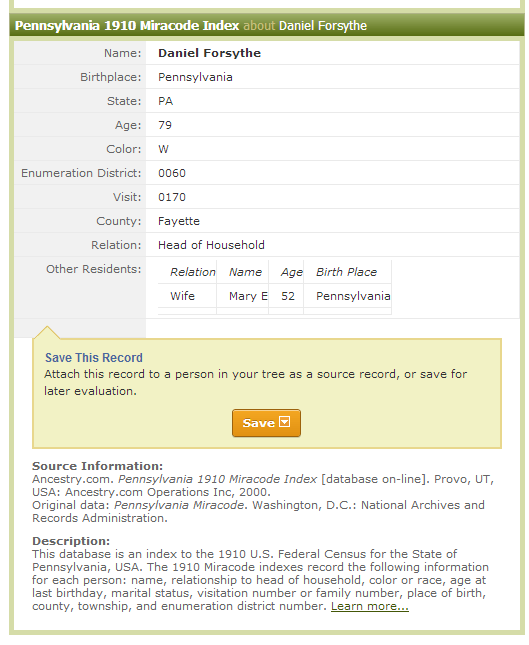 Pennsylvania 1910 Miracode Index about Daniel Forsythe
Name: Daniel Forsythe
Birthplace: Pennsylvania
State: PA
Age: 79
Color: W
Enumeration District: 0060
Visit: 0170
County: Fayette
Relation: Head of Household
Other Residents: Relation Name Age Birth Place
Wife Mary E 52 Pennsylvania
Save This Record
Attach this record to a person in your tree as a source record, or save for
later evaluation.
Save
Source Information:
Ancestry.com. Pennsylvania 1910 Miracode Index [database on-line]. Provo, UT,
USA: Ancestry.com Operations Inc, 2000.
Original data: Pennsylvania Miracode. Washington, D.C.: National Archives and
Records Administration.
Description:
This database is an index to the 1910 U.S. Federal Census for the State of
Pennsylvania, USA. The 1910 Miracode indexes record the following information
for each person: name, relationship to head of household, color or race, age at
last birthday, marital status, visitation number or family number, place of birth,
county, township, and enumeration district number. Learn more...